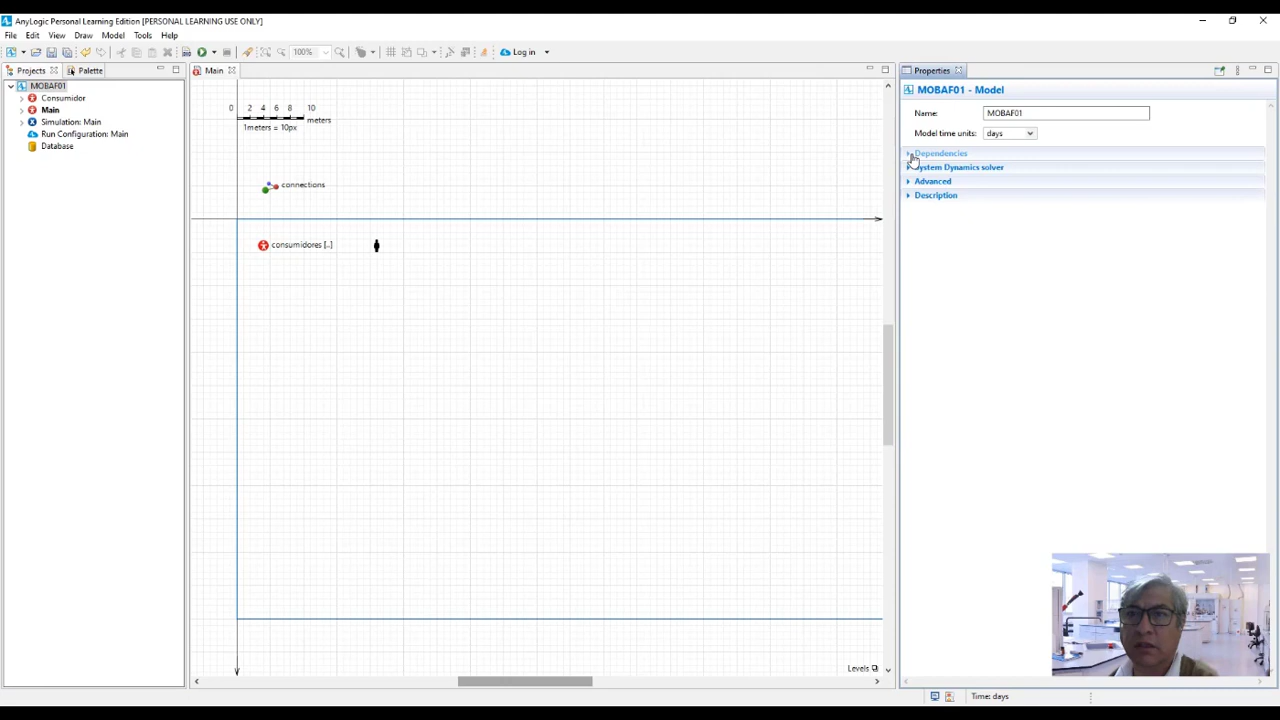 AnyLogic Personal Learning Edition [PERSONAL LEARNING USE ONLY]
File Edit View Draw Model Tools Help
100% Log in
Projects Palette
MOBAF01
Consumidor
Main
Simulation: Main
Run Configuration: Main
Database
Main
0 2 4 6 8 10
meters
1meters = 10px
connections
consumidores [..]
Levels
Properties
MOBAF01 - Model
Name: MOBAF01
Model time units: days
Dependencies
System Dynamics solver
Advanced
Description
Time: days